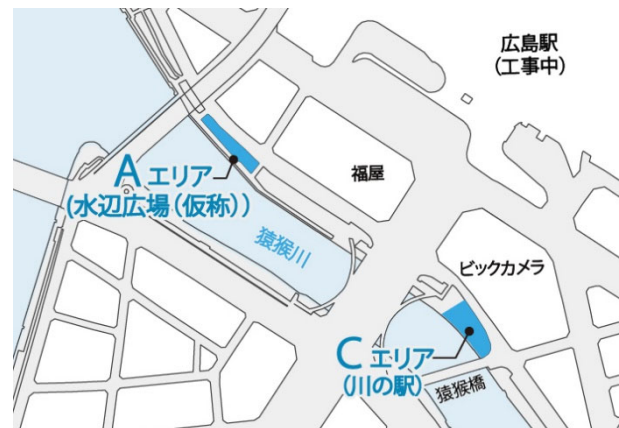 広島駅
(工事中)
福屋
Aエリア
(水辺広場(仮称))
猿猴川
ビックカメラ
Cエリア
(川の駅)
猿猴橋